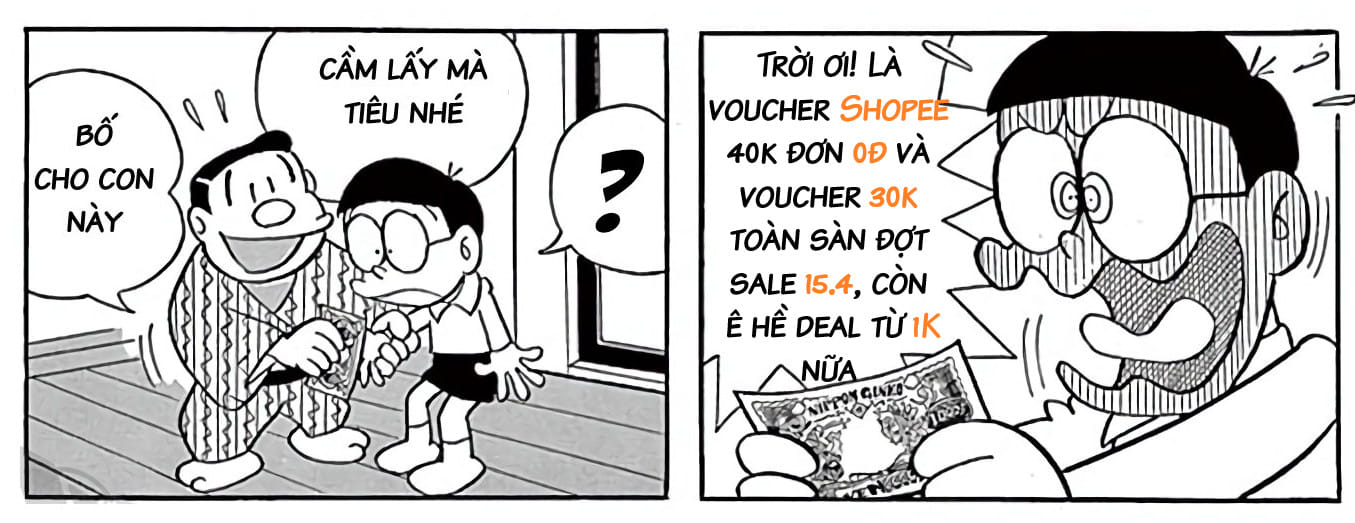 BỐ
CHO CON
NÀY
CẦM LẤY MÀ
TIÊU NHÉ
?
TRỜI ƠI! LÀ
VOUCHER SHOPEE
40K ĐƠN 0Đ VÀ
VOUCHER 30K
TOÀN SÀN ĐỢT
SALE 15.4, CÒN
Ê HỀ DEAL TỪ 1K
NỮA
NIPPON GINKO